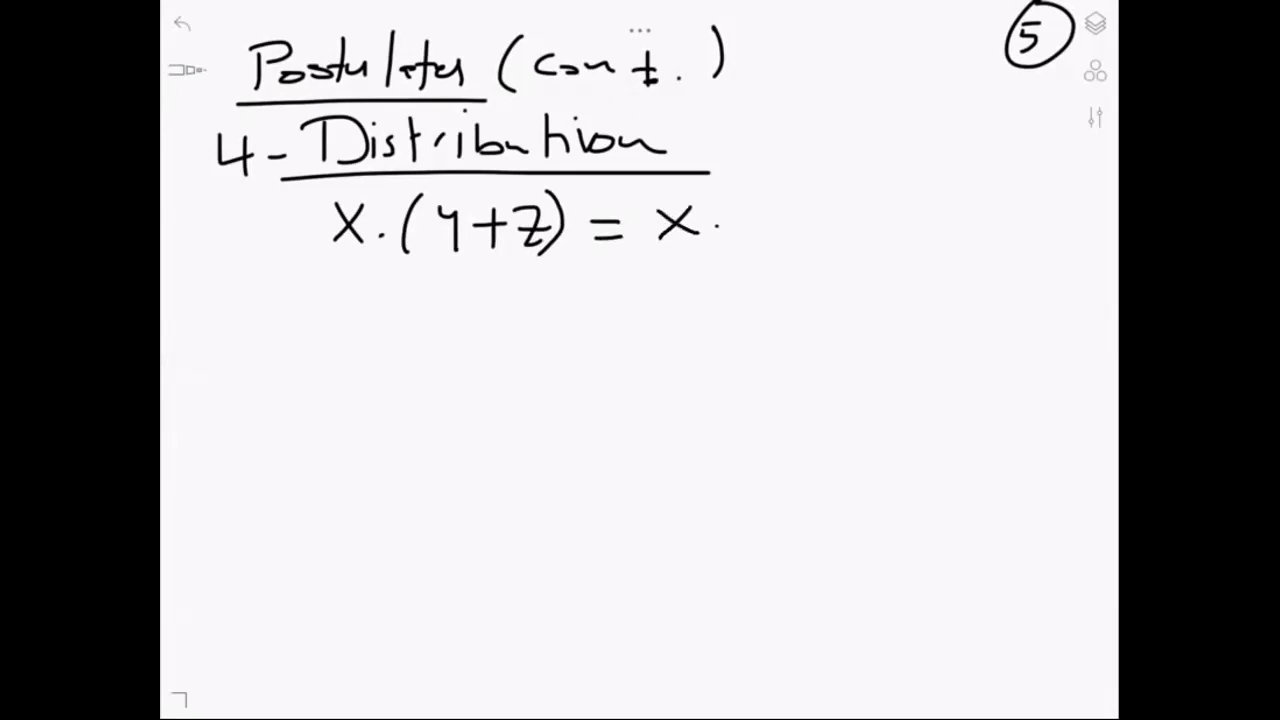 5
Postulates (cont.)
4- Distribution
X.(Y+Z) = X.